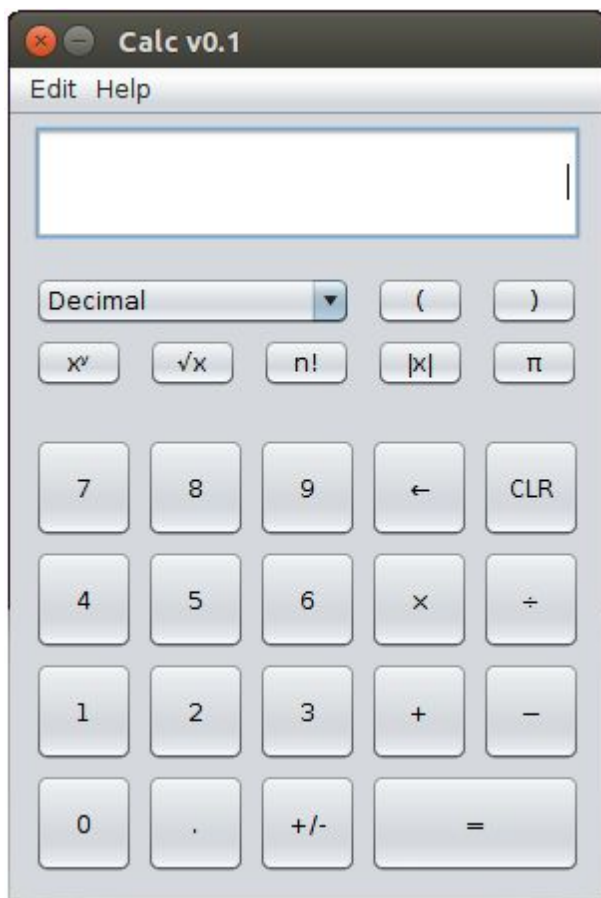 Calc v0.1
Edit Help
Decimal ( )
xʸ √x n! |x| π
7 8 9 ← CLR
4 5 6 × ÷
1 2 3 + −
0 . +/- =